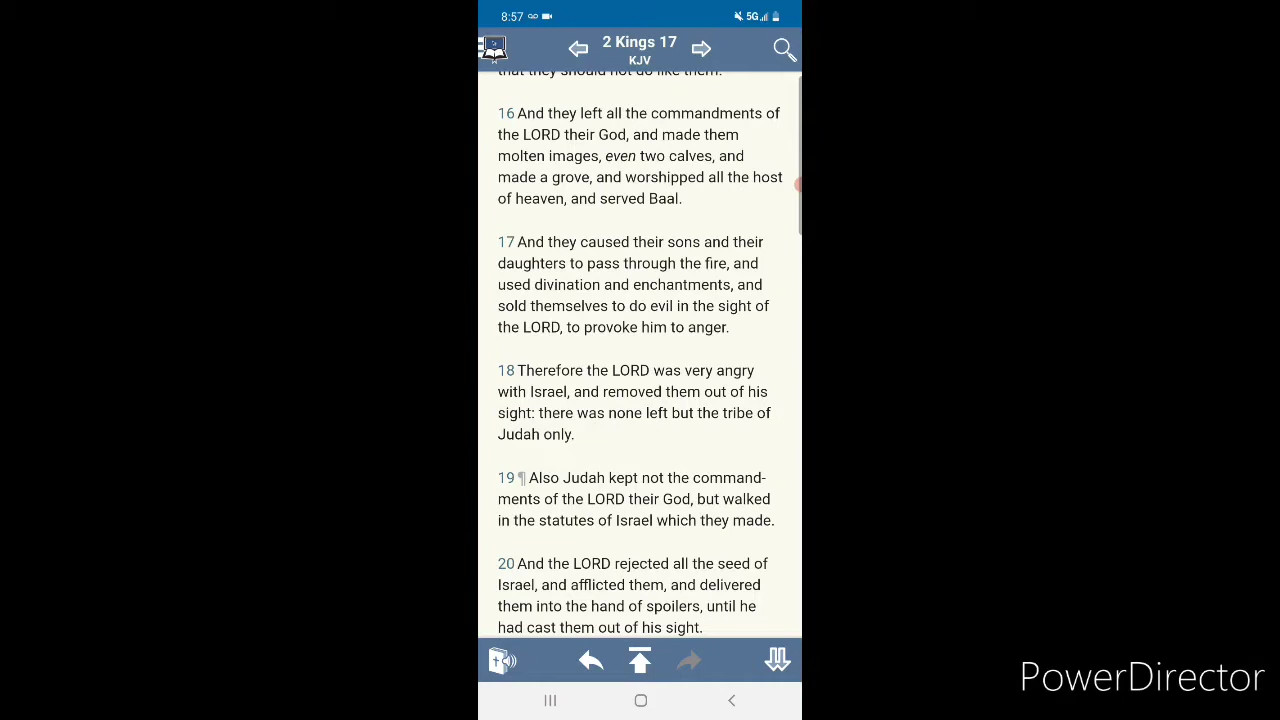 8:57
5G
2 Kings 17
KJV
that they should not do like them.
16 And they left all the commandments of
the LORD their God, and made them
molten images, even two calves, and
made a grove, and worshipped all the host
of heaven, and served Baal.
17 And they caused their sons and their
daughters to pass through the fire, and
used divination and enchantments, and
sold themselves to do evil in the sight of
the LORD, to provoke him to anger.
18 Therefore the LORD was very angry
with Israel, and removed them out of his
sight: there was none left but the tribe of
Judah only.
19 ¶ Also Judah kept not the command-
ments of the LORD their God, but walked
in the statutes of Israel which they made.
20 And the LORD rejected all the seed of
Israel, and afflicted them, and delivered
them into the hand of spoilers, until he
had cast them out of his sight.
PowerDirector